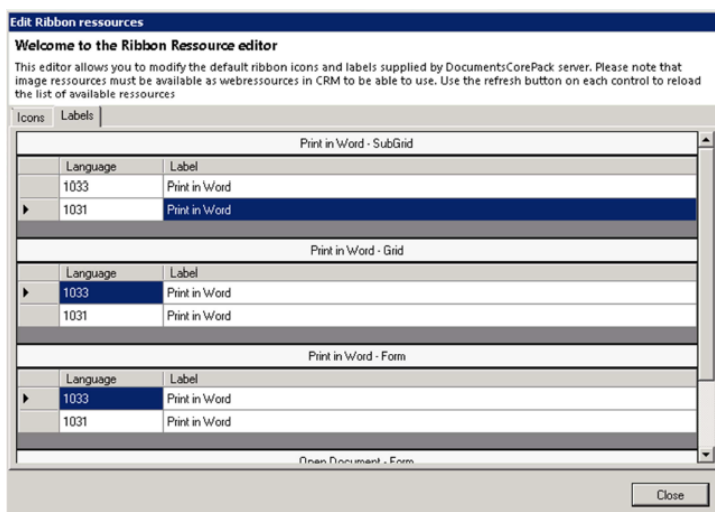 Edit Ribbon ressources
Welcome to the Ribbon Ressource editor
This editor allows you to modify the default ribbon icons and labels supplied by DocumentsCorePack server. Please note that
image ressources must be available as webressources in CRM to be able to use. Use the refresh button on each control to reload
the list of available ressources
Icons Labels
Print in Word - SubGrid
Language Label
1033 Print in Word
1031 Print in Word
Print in Word - Grid
Language Label
1033 Print in Word
1031 Print in Word
Print in Word - Form
Language Label
1033 Print in Word
1031 Print in Word
Open Document - Form
Close